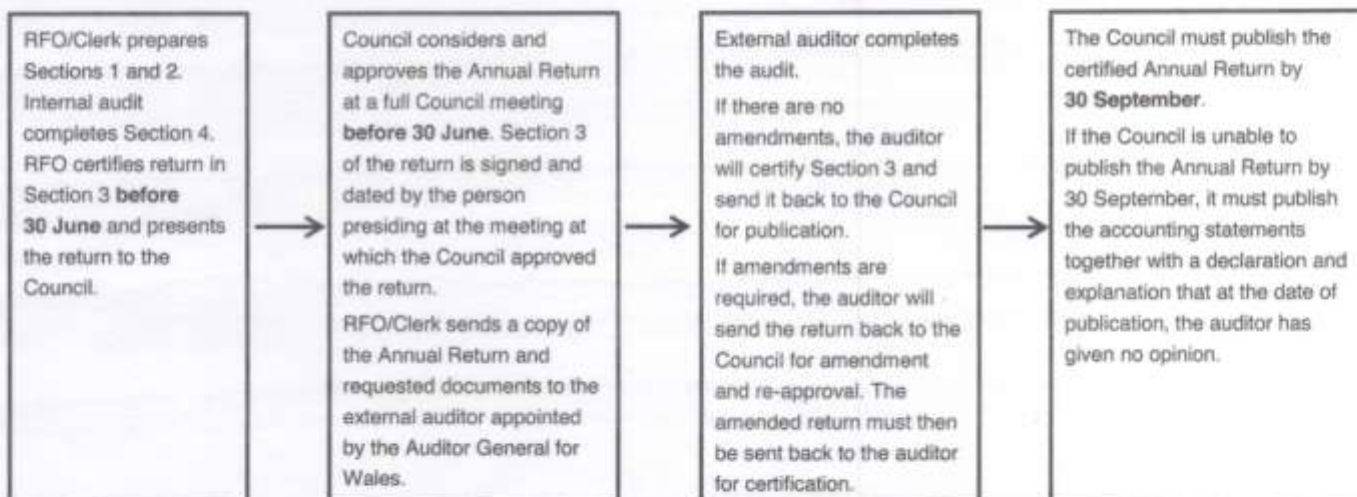 RFO/Clerk prepares
Sections 1 and 2.
Internal audit
completes Section 4.
RFO certifies return in
Section 3 before
30 June and presents
the return to the
Council.
Council considers and
approves the Annual Return
at a full Council meeting
before 30 June. Section 3
of the return is signed and
dated by the person
presiding at the meeting at
which the Council approved
the return.
RFO/Clerk sends a copy of
the Annual Return and
requested documents to the
external auditor appointed
by the Auditor General for
Wales.
External auditor completes
the audit.
If there are no
amendments, the auditor
will certify Section 3 and
send it back to the Council
for publication.
If amendments are
required, the auditor will
send the return back to the
Council for amendment
and re-approval. The
amended return must then
be sent back to the auditor
for certification.
The Council must publish the
certified Annual Return by
30 September.
If the Council is unable to
publish the Annual Return by
30 September, it must publish
the accounting statements
together with a declaration and
explanation that at the date of
publication, the auditor has
given no opinion.